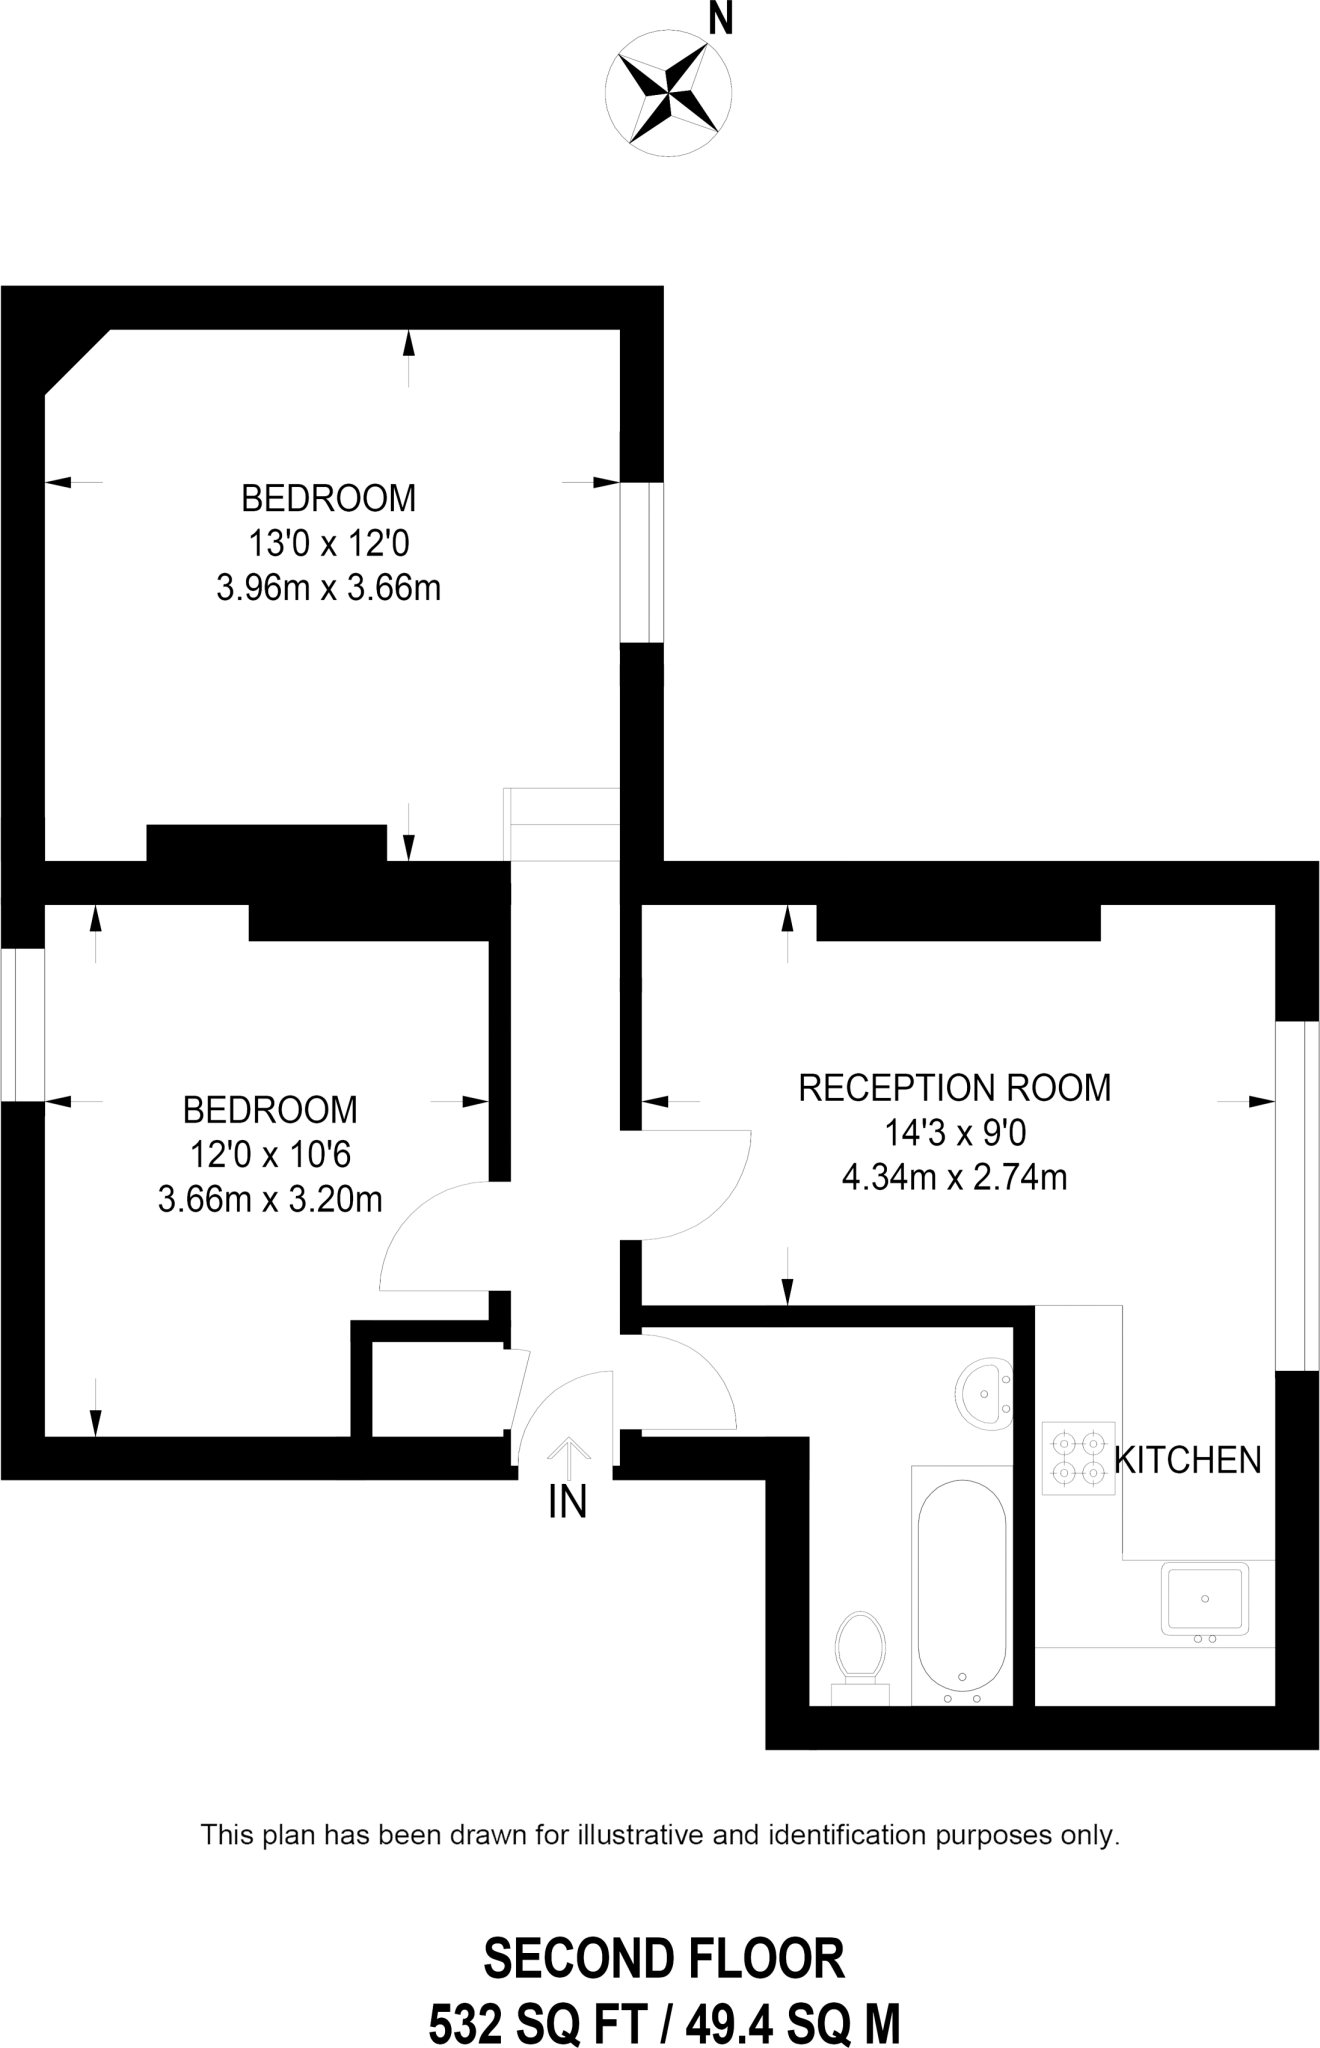 N
BEDROOM
13'0 x 12'0
3.96m x 3.66m
RECEPTION ROOM
14'3 x 9'0
4.34m x 2.74m
BEDROOM
12'0 x 10'6
3.66m x 3.20m
KITCHEN
IN
This plan has been drawn for illustrative and identification purposes only.
SECOND FLOOR
532 SQ FT / 49.4 SQ M